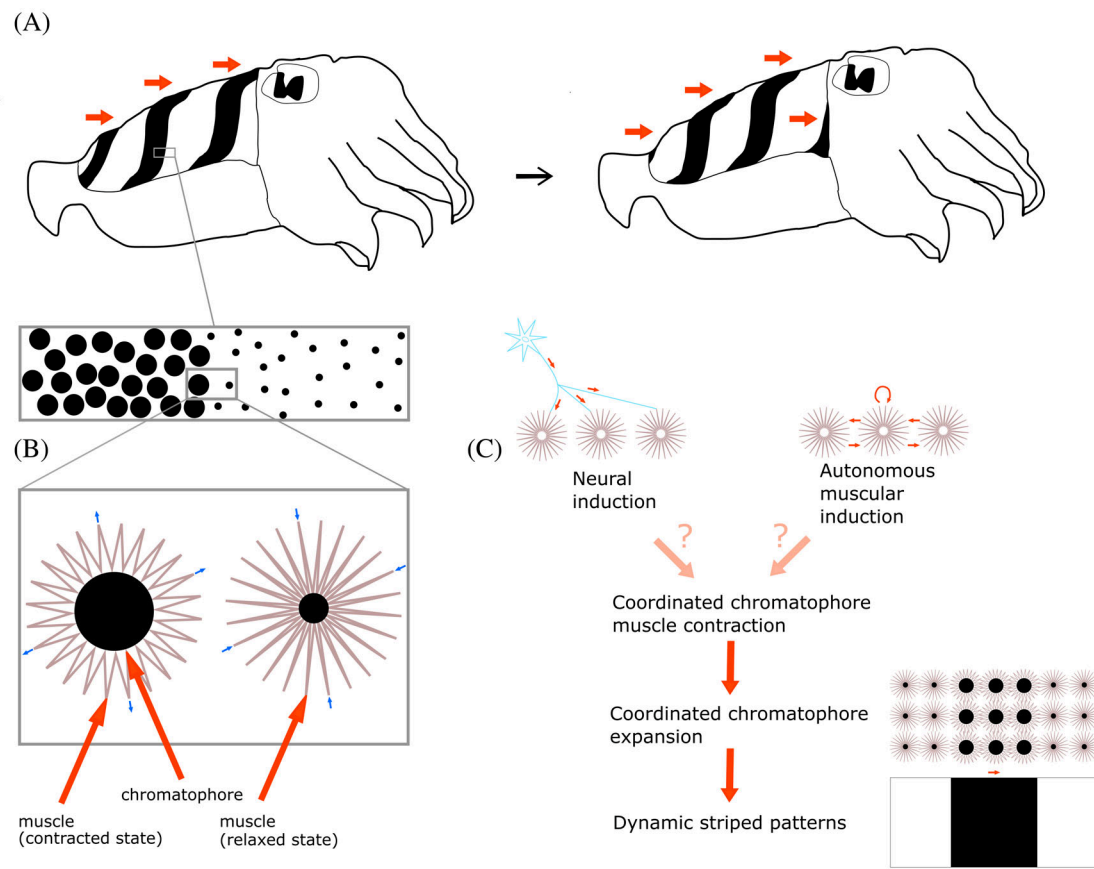 (A)
(B)
chromatophore
muscle
(contracted state)
muscle
(relaxed state)
(C)
Neural
induction
Autonomous
muscular
induction
?
?
Coordinated chromatophore
muscle contraction
Coordinated chromatophore
expansion
Dynamic striped patterns